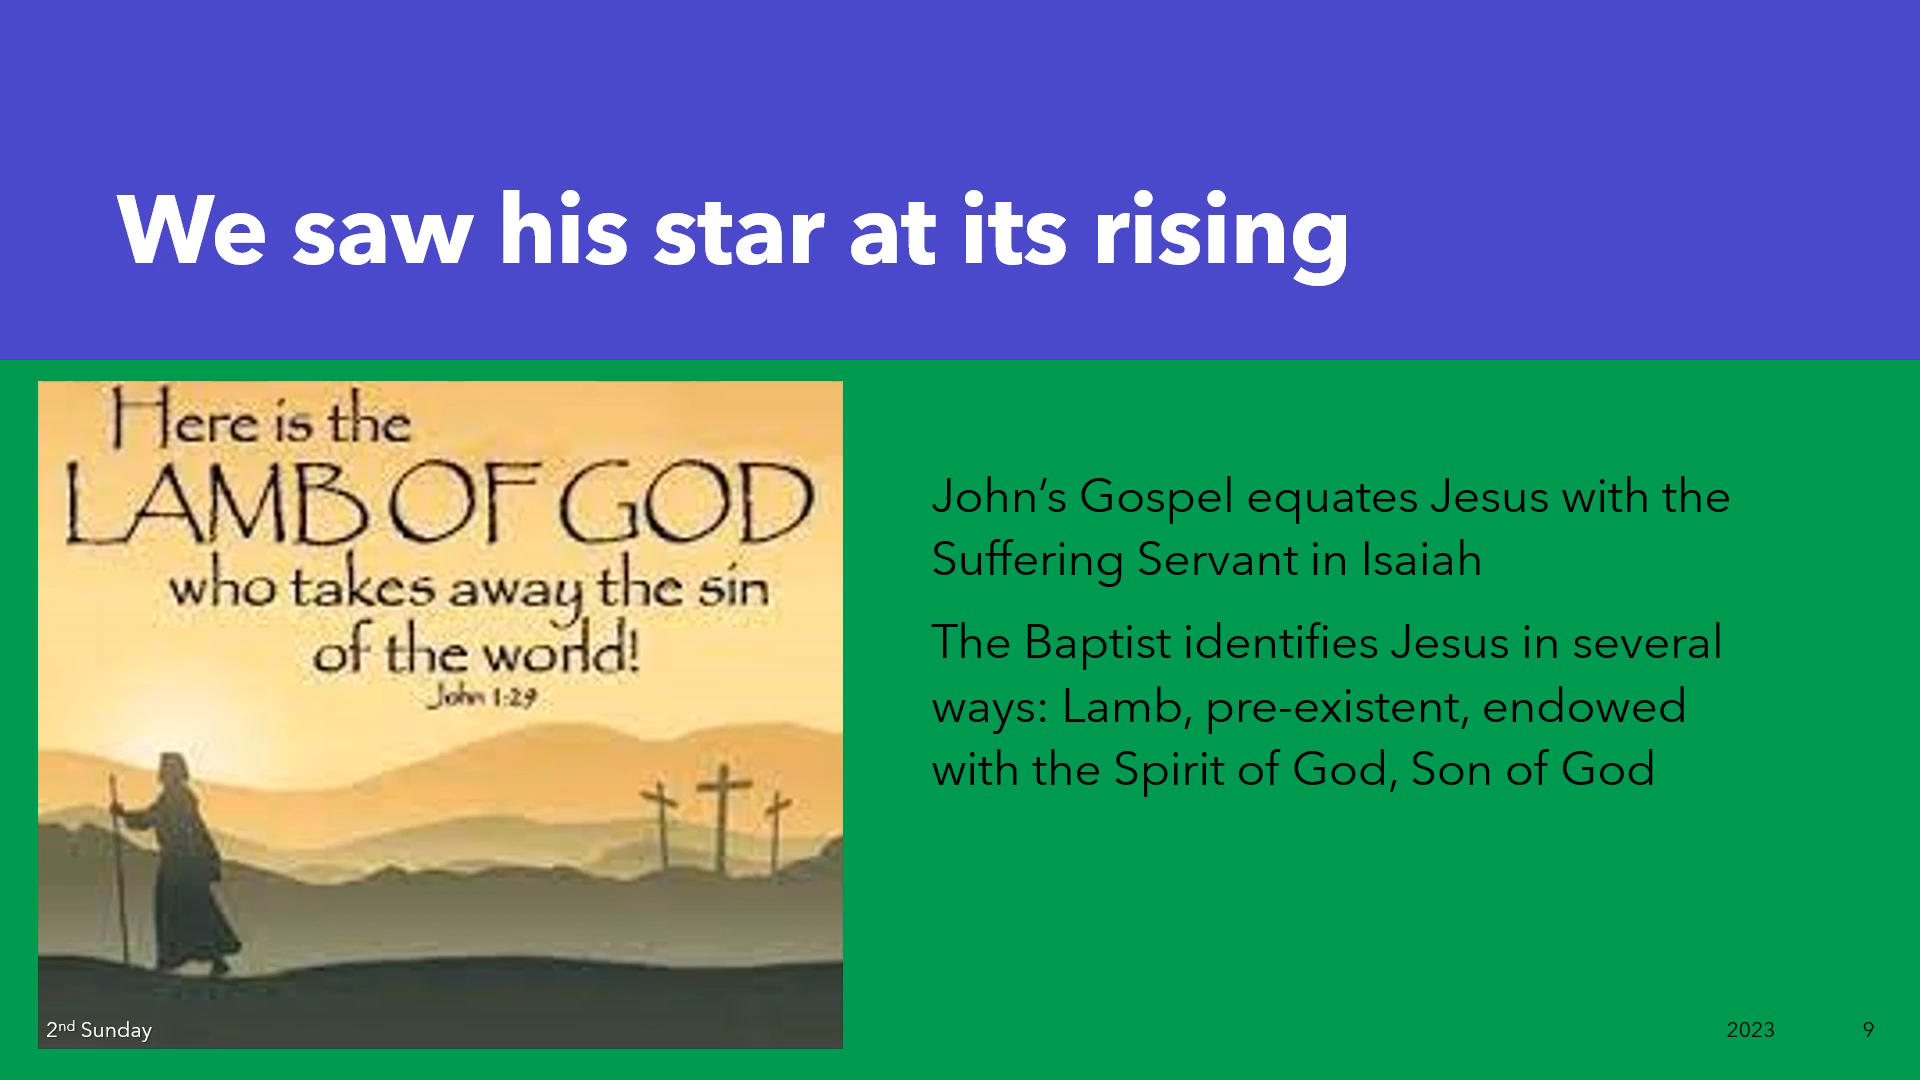 We saw his star at its rising
Here is the
LAMB OF GOD
who takes away the sin
of the world!
John 1:29
John’s Gospel equates Jesus with the
Suffering Servant in Isaiah
The Baptist identifies Jesus in several
ways: Lamb, pre-existent, endowed
with the Spirit of God, Son of God
2nd Sunday
2023
9